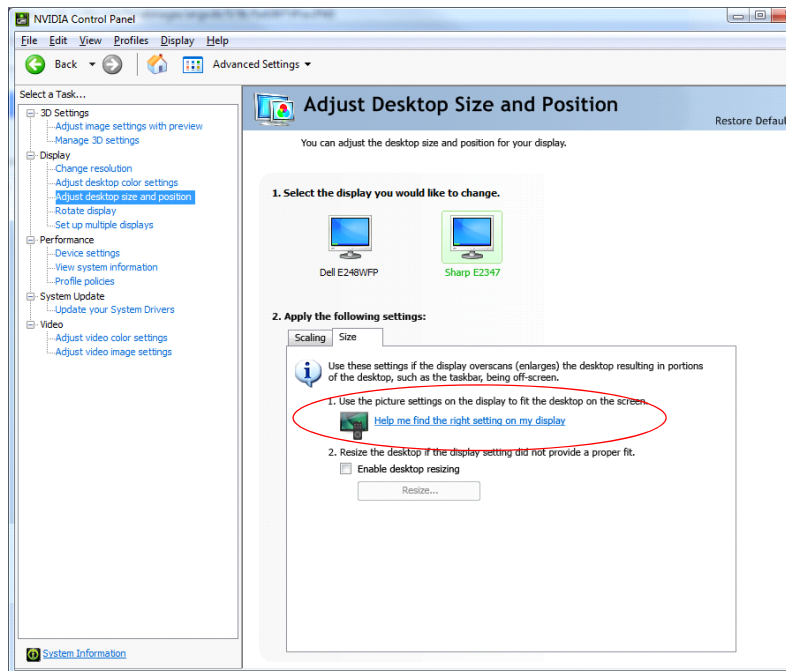 NVIDIA Control Panel
File Edit View Profiles Display Help
Back Advanced Settings
Select a Task...
3D Settings
Adjust image settings with preview
Manage 3D settings
Display
Change resolution
Adjust desktop color settings
Adjust desktop size and position
Rotate display
Set up multiple displays
Performance
Device settings
View system information
Profile policies
System Update
Update your System Drivers
Video
Adjust video color settings
Adjust video image settings
System Information
Adjust Desktop Size and Position
Restore Defaul
You can adjust the desktop size and position for your display.
1. Select the display you would like to change.
Dell E248WFP Sharp E2347
2. Apply the following settings:
Scaling Size
Use these settings if the display overscans (enlarges) the desktop resulting in portions
of the desktop, such as the taskbar, being off-screen.
1. Use the picture settings on the display to fit the desktop on the screen.
Help me find the right setting on my display
2. Resize the desktop if the display setting did not provide a proper fit.
Enable desktop resizing
Resize...